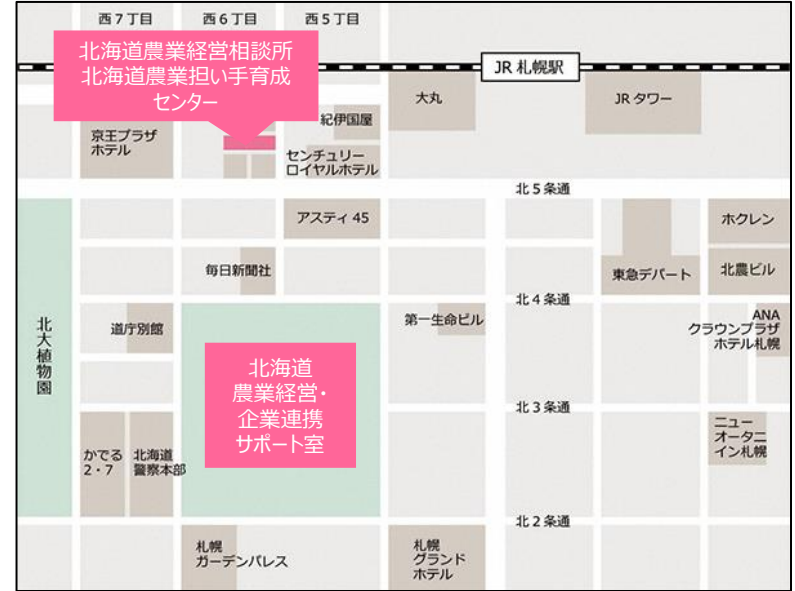 西７丁目
西６丁目
西５丁目
北海道農業経営相談所
北海道農業担い手育成
センター
JR 札幌駅
大丸
JR タワー
紀伊国屋
京王プラザ
ホテル
センチュリー
ロイヤルホテル
北５条通
アスティ 45
ホクレン
毎日新聞社
東急デパート
北農ビル
北４条通
北大植物園
道庁別館
第一生命ビル
ANA
クラウンプラザ
ホテル札幌
北海道
農業経営・
企業連携
サポート室
北３条通
ニュー
オータニ
イン札幌
かでる
２・７
北海道
警察本部
北２条通
札幌
ガーデンパレス
札幌
グランド
ホテル